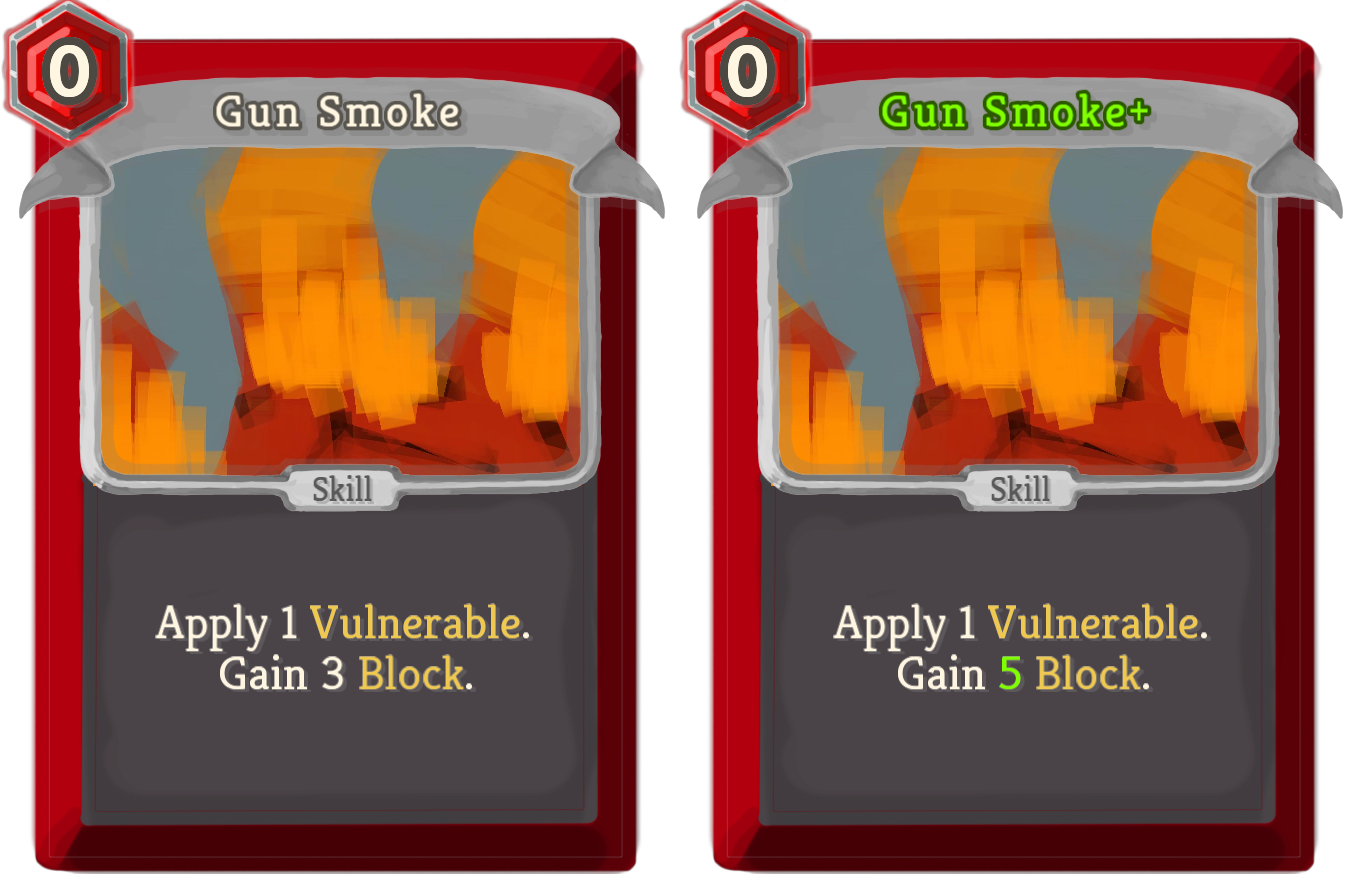 0
Gun Smoke
Skill
Apply 1 Vulnerable.
Gain 3 Block.
0
Gun Smoke+
Skill
Apply 1 Vulnerable.
Gain 5 Block.